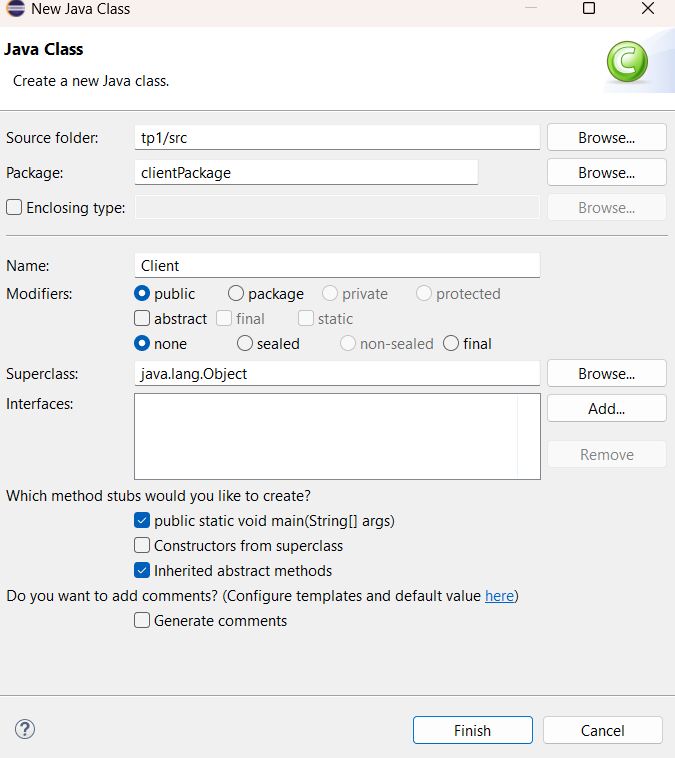 New Java Class
Java Class
Create a new Java class.
C
Source folder: tp1/src Browse...
Package: clientPackage Browse...
Enclosing type: Browse...
Name: Client
Modifiers: public package private protected
abstract final static
none sealed non-sealed final
Superclass: java.lang.Object Browse...
Interfaces: Add...
Remove
Which method stubs would you like to create?
public static void main(String[] args)
Constructors from superclass
Inherited abstract methods
Do you want to add comments? (Configure templates and default value here)
Generate comments
? Finish Cancel